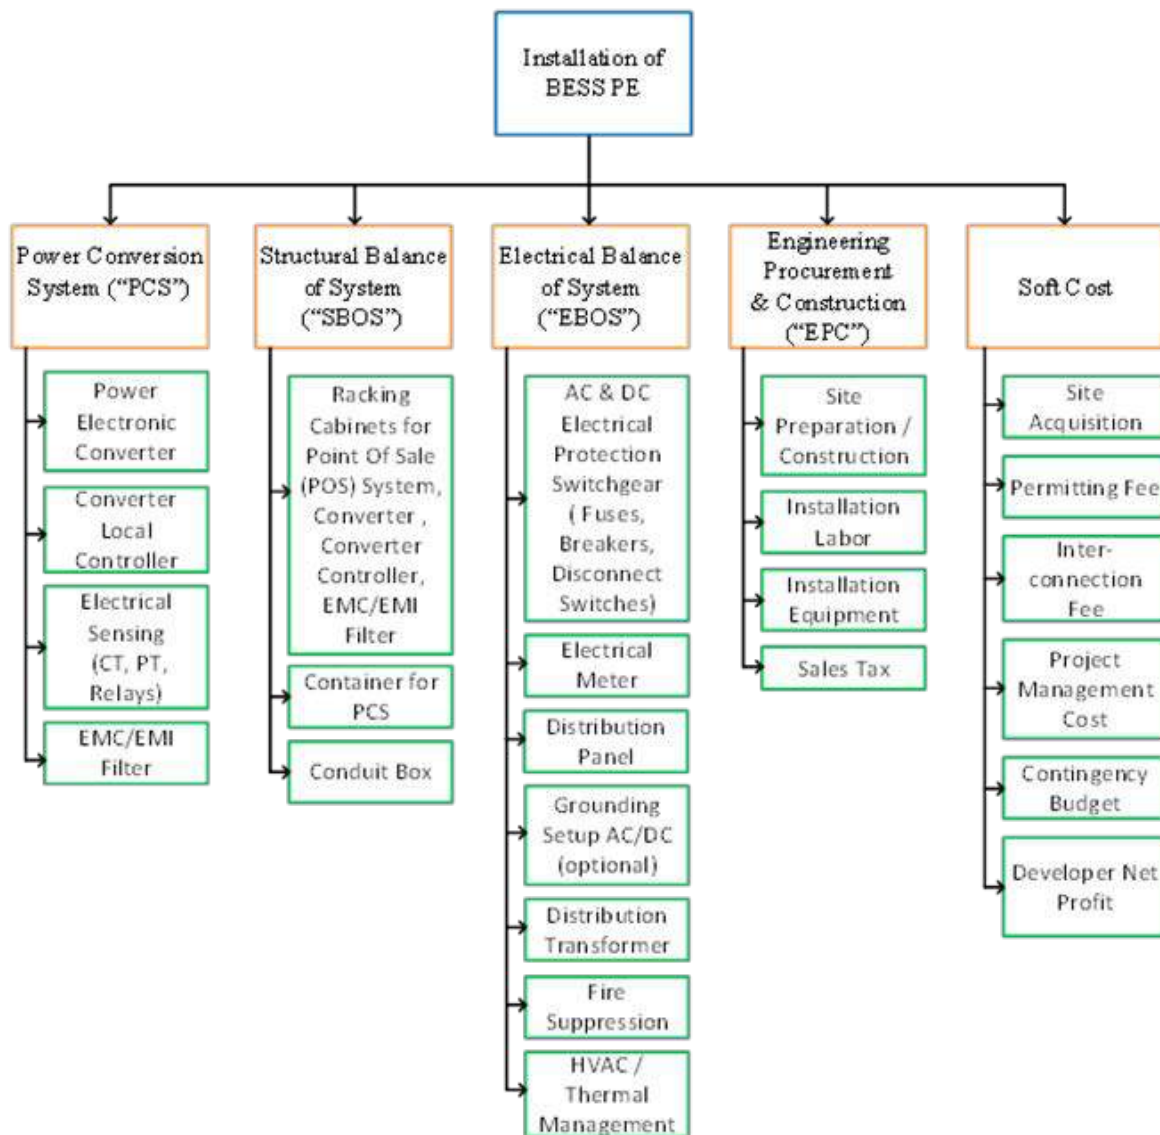 Installation of
BESS PE
Power Conversion
System (“PCS”)
Power
Electronic
Converter
Converter
Local
Controller
Electrical
Sensing
(CT, PT,
Relays)
EMC/EMI
Filter
Structural Balance
of System
(“SBOS”)
Racking
Cabinets for
Point Of Sale
(POS) System,
Converter ,
Converter
Controller,
EMC/EMI
Filter
Container for
PCS
Conduit Box
Electrical Balance
of System
(“EBOS”)
AC & DC
Electrical
Protection
Switchgear
( Fuses,
Breakers,
Disconnect
Switches)
Electrical
Meter
Distribution
Panel
Grounding
Setup AC/DC
(optional)
Distribution
Transformer
Fire
Suppression
HVAC /
Thermal
Management
Engineering
Procurement
& Construction
(“EPC”)
Site
Preparation /
Construction
Installation
Labor
Installation
Equipment
Sales Tax
Soft Cost
Site
Acquisition
Permitting Fee
Inter-
connection
Fee
Project
Management
Cost
Contingency
Budget
Developer Net
Profit